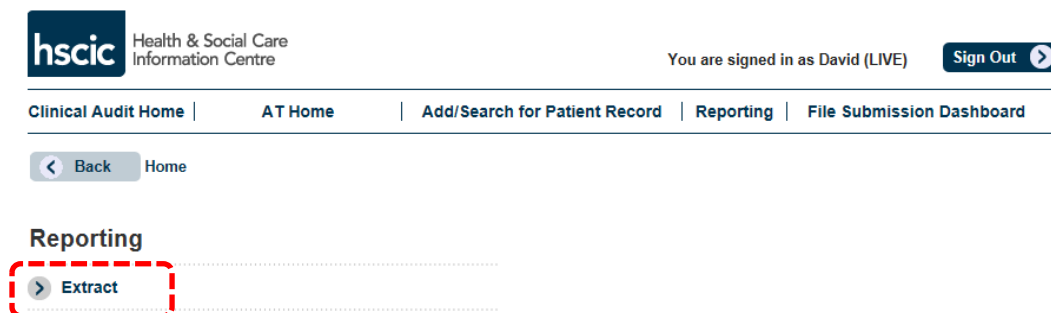 hscic Health & Social Care
Information Centre
You are signed in as David (LIVE) Sign Out
Clinical Audit Home AT Home Add/Search for Patient Record Reporting File Submission Dashboard
Back Home
Reporting
Extract